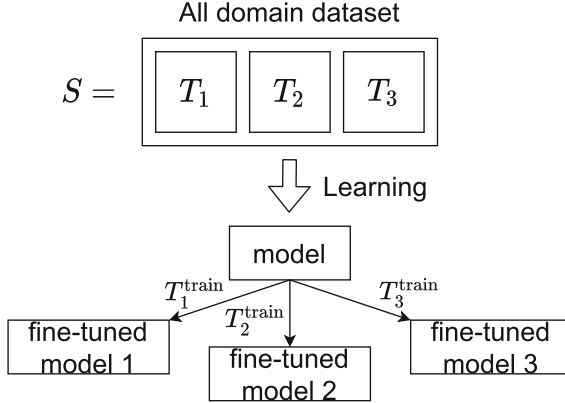 All domain dataset
S = T₁ T₂ T₃
Learning
model
T₁ᵗʳᵃⁱⁿ T₂ᵗʳᵃⁱⁿ T₃ᵗʳᵃⁱⁿ
fine-tuned
model 1
fine-tuned
model 2
fine-tuned
model 3